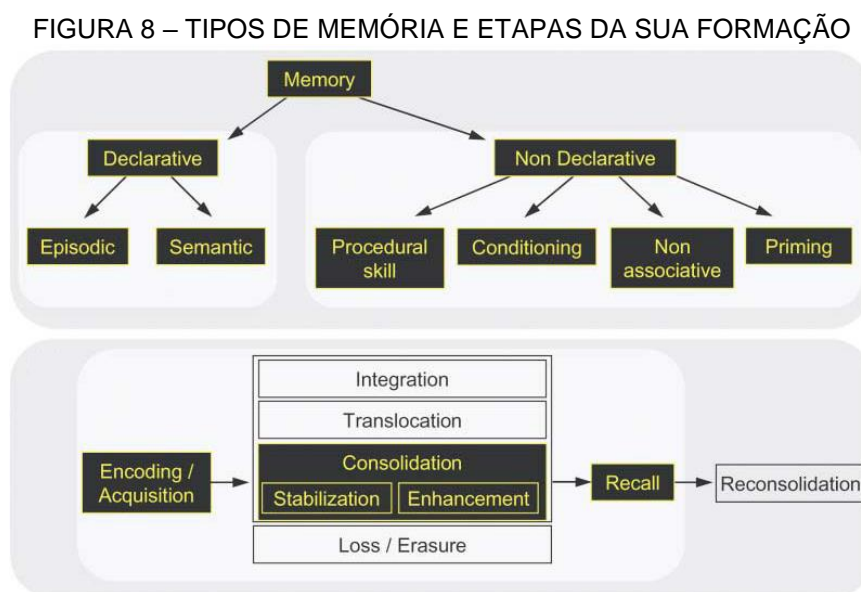 FIGURA 8 – TIPOS DE MEMÓRIA E ETAPAS DA SUA FORMAÇÃO
Memory
Declarative
Non Declarative
Episodic
Semantic
Procedural
skill
Conditioning
Non
associative
Priming
Integration
Translocation
Encoding /
Acquisition
Consolidation
Stabilization
Enhancement
Recall
Reconsolidation
Loss / Erasure